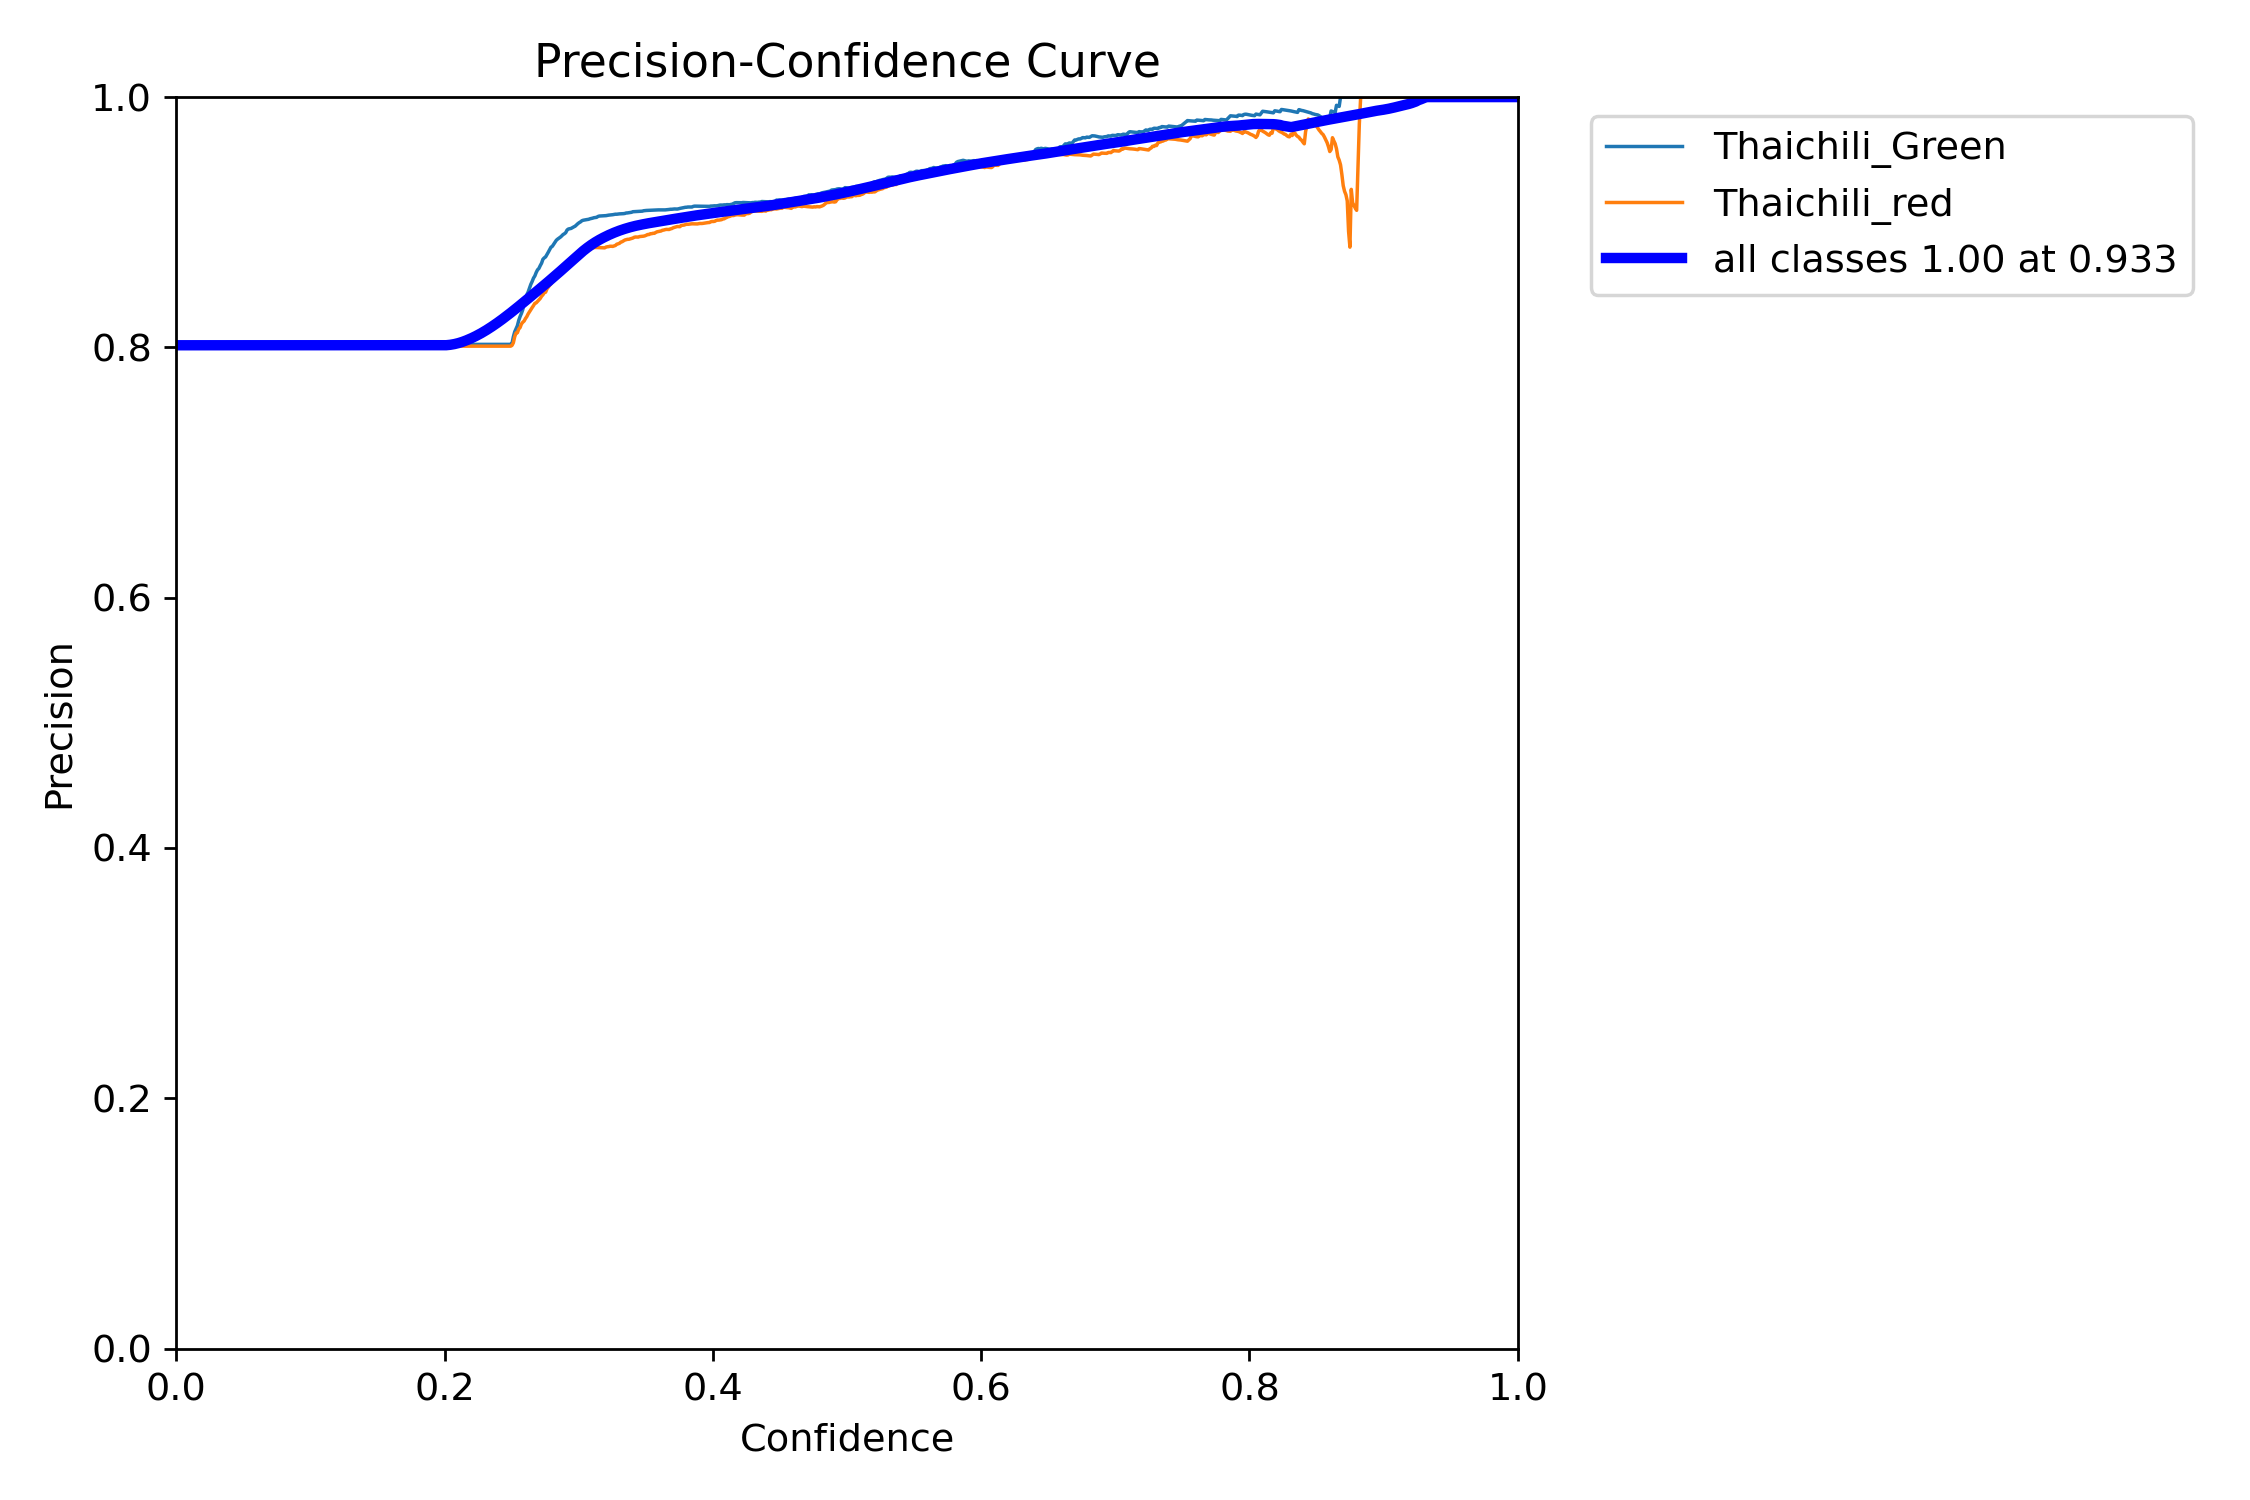 Precision-Confidence Curve
1.0
0.8
0.6
0.4
0.2
0.0
Precision
0.0 0.2 0.4 0.6 0.8 1.0
Confidence
Thaichili_Green
Thaichili_red
all classes 1.00 at 0.933